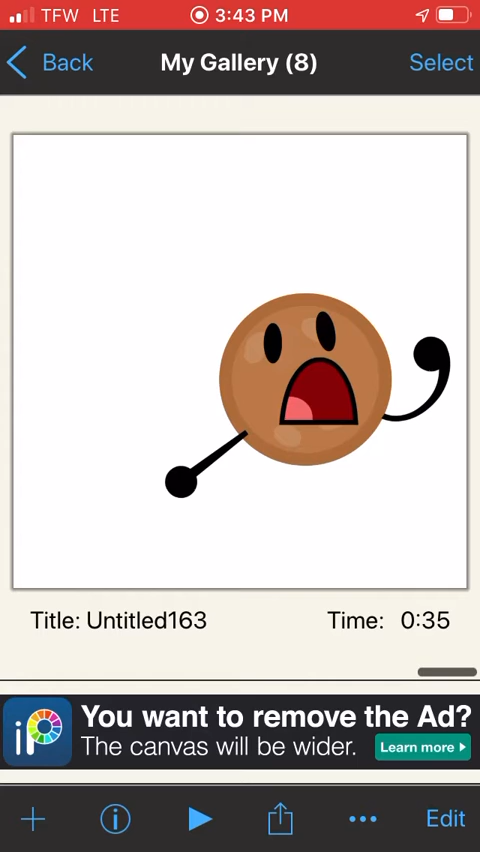 TFW LTE 3:43 PM
Back My Gallery (8) Select
Title: Untitled163 Time: 0:35
iP You want to remove the Ad?
The canvas will be wider. Learn more
Edit